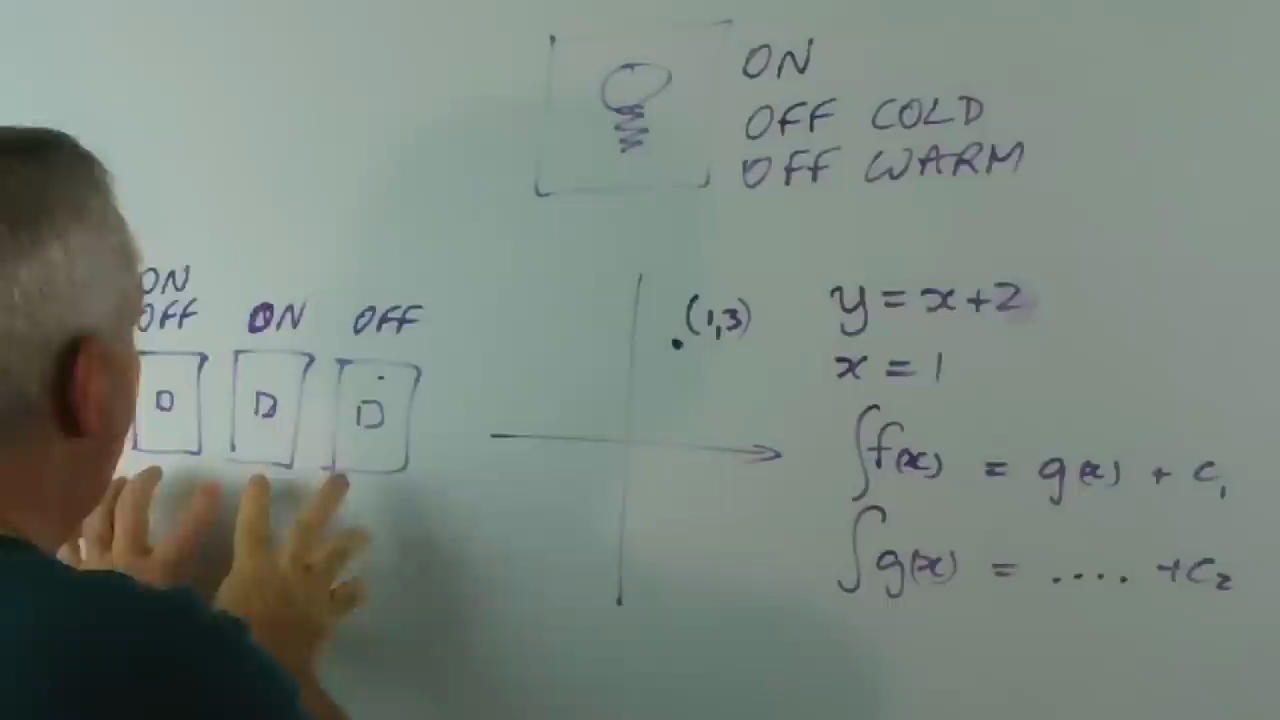 ON
OFF COLD
OFF WARM
ON
OFF
ON
OFF
(1,3)
y = x+2
x = 1
∫f(x) = g(x) + c₁
∫g(x) = .... +c₂